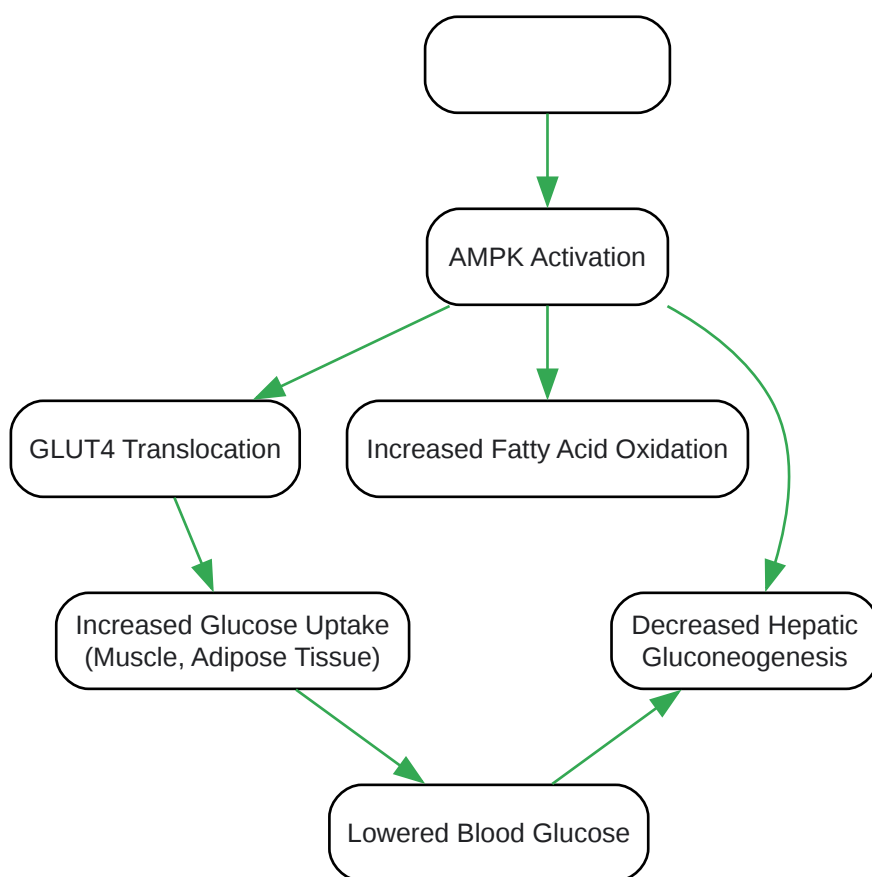 AMPK Activation
GLUT4 Translocation
Increased Fatty Acid Oxidation
Increased Glucose Uptake
(Muscle, Adipose Tissue)
Decreased Hepatic
Gluconeogenesis
Lowered Blood Glucose